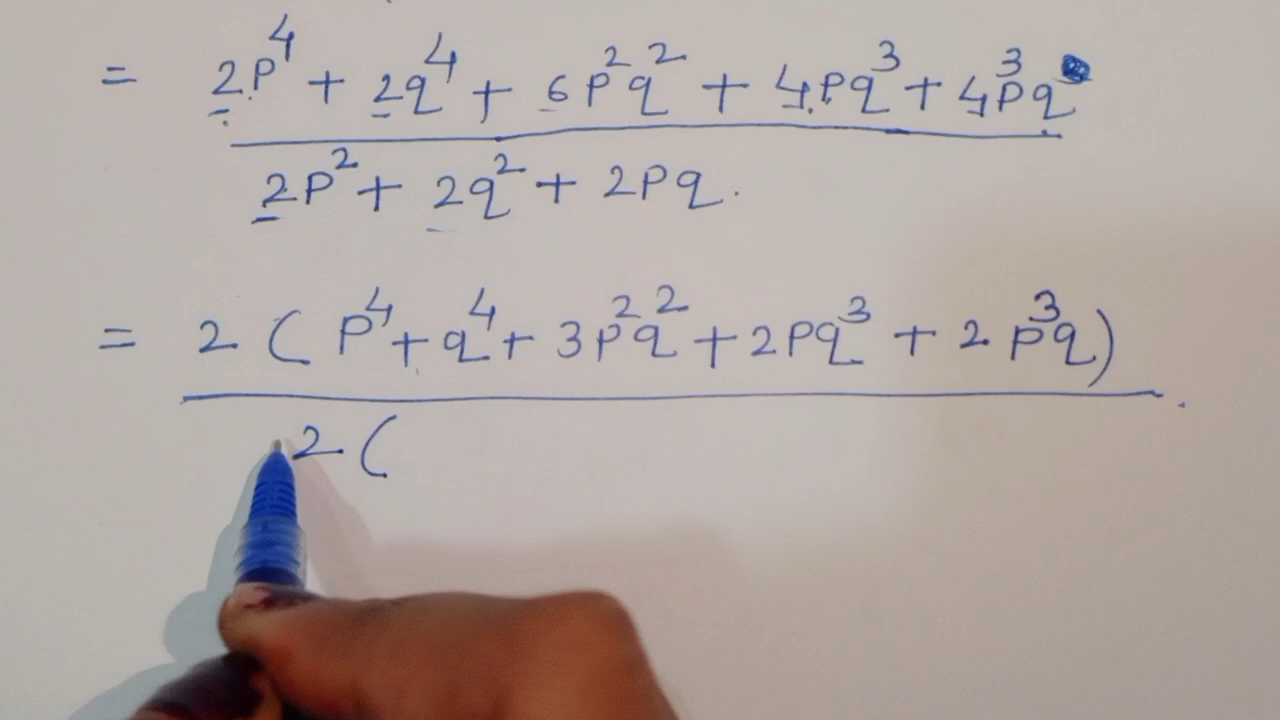 = 2p⁴ + 2q⁴ + 6p²q² + 4pq³ + 4p³q
2p² + 2q² + 2pq.
= 2 ( p⁴ + q⁴ + 3p²q² + 2pq³ + 2p³q)
2 (